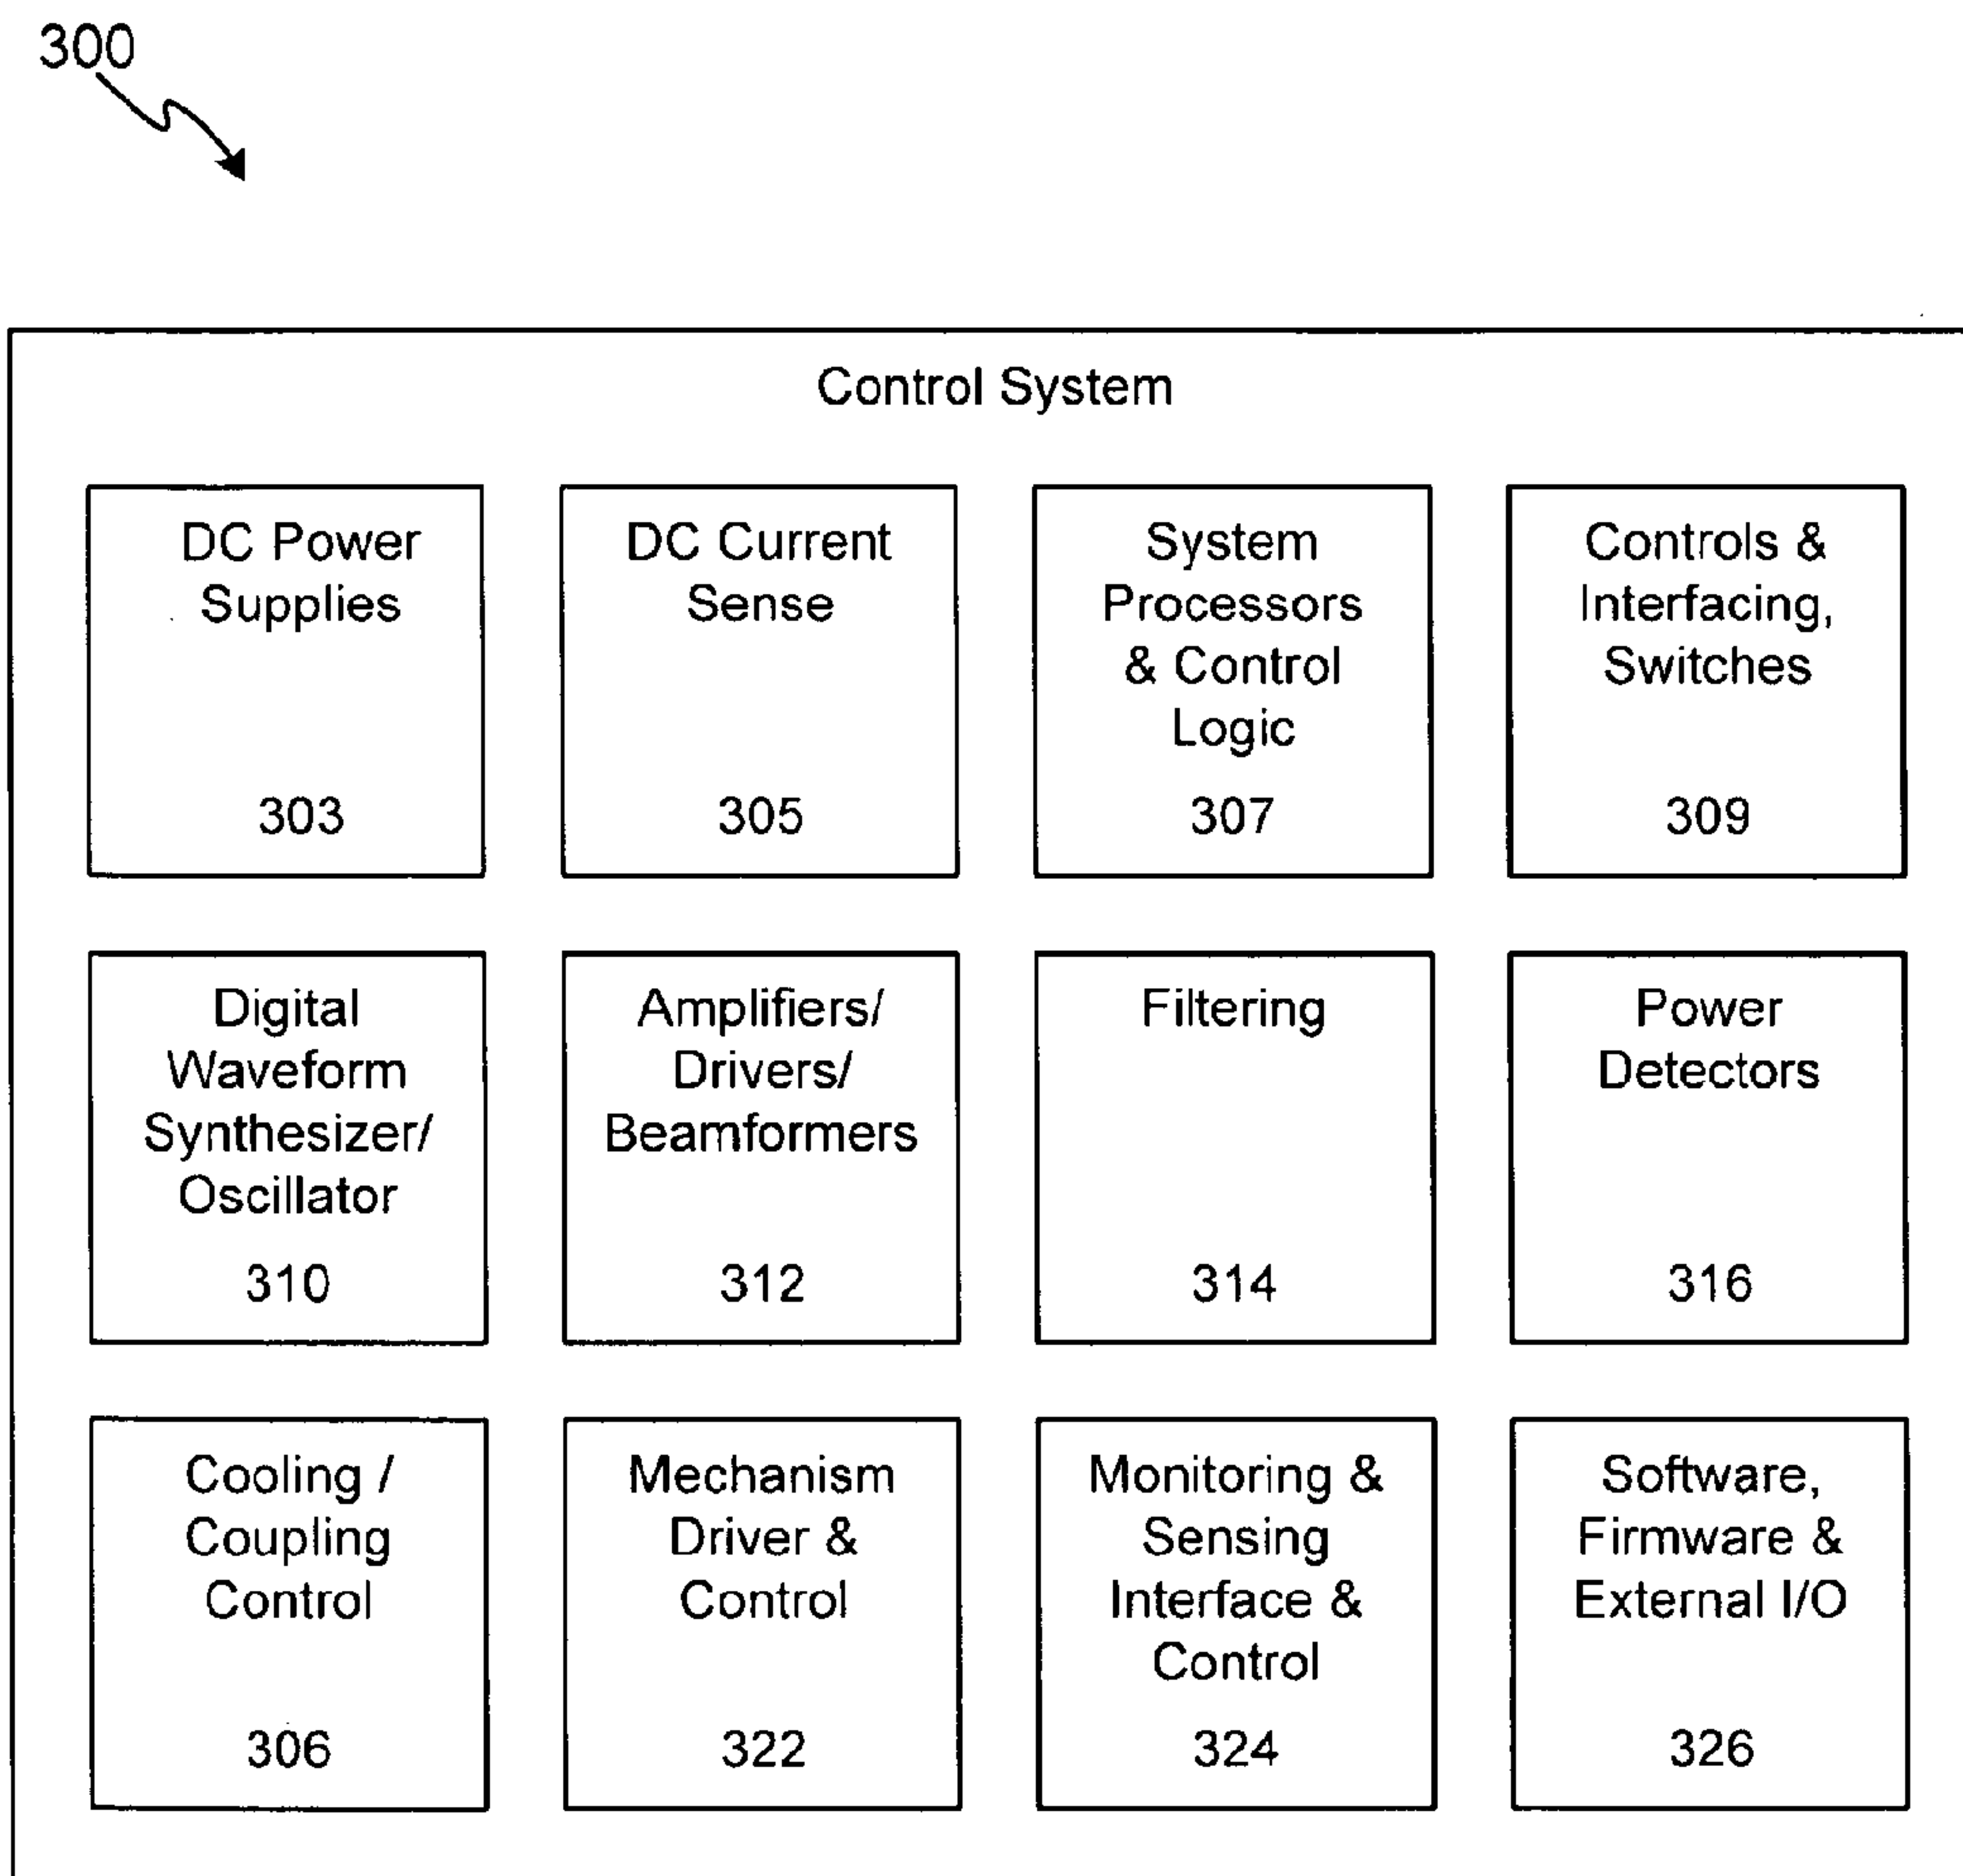 300
Control System
DC Power
Supplies
303
DC Current
Sense
305
System
Processors
& Control
Logic
307
Controls &
Interfacing,
Switches
309
Digital
Waveform
Synthesizer/
Oscillator
310
Amplifiers/
Drivers/
Beamformers
312
Filtering
314
Power
Detectors
316
Cooling /
Coupling
Control
306
Mechanism
Driver &
Control
322
Monitoring &
Sensing
Interface &
Control
324
Software,
Firmware &
External I/O
326